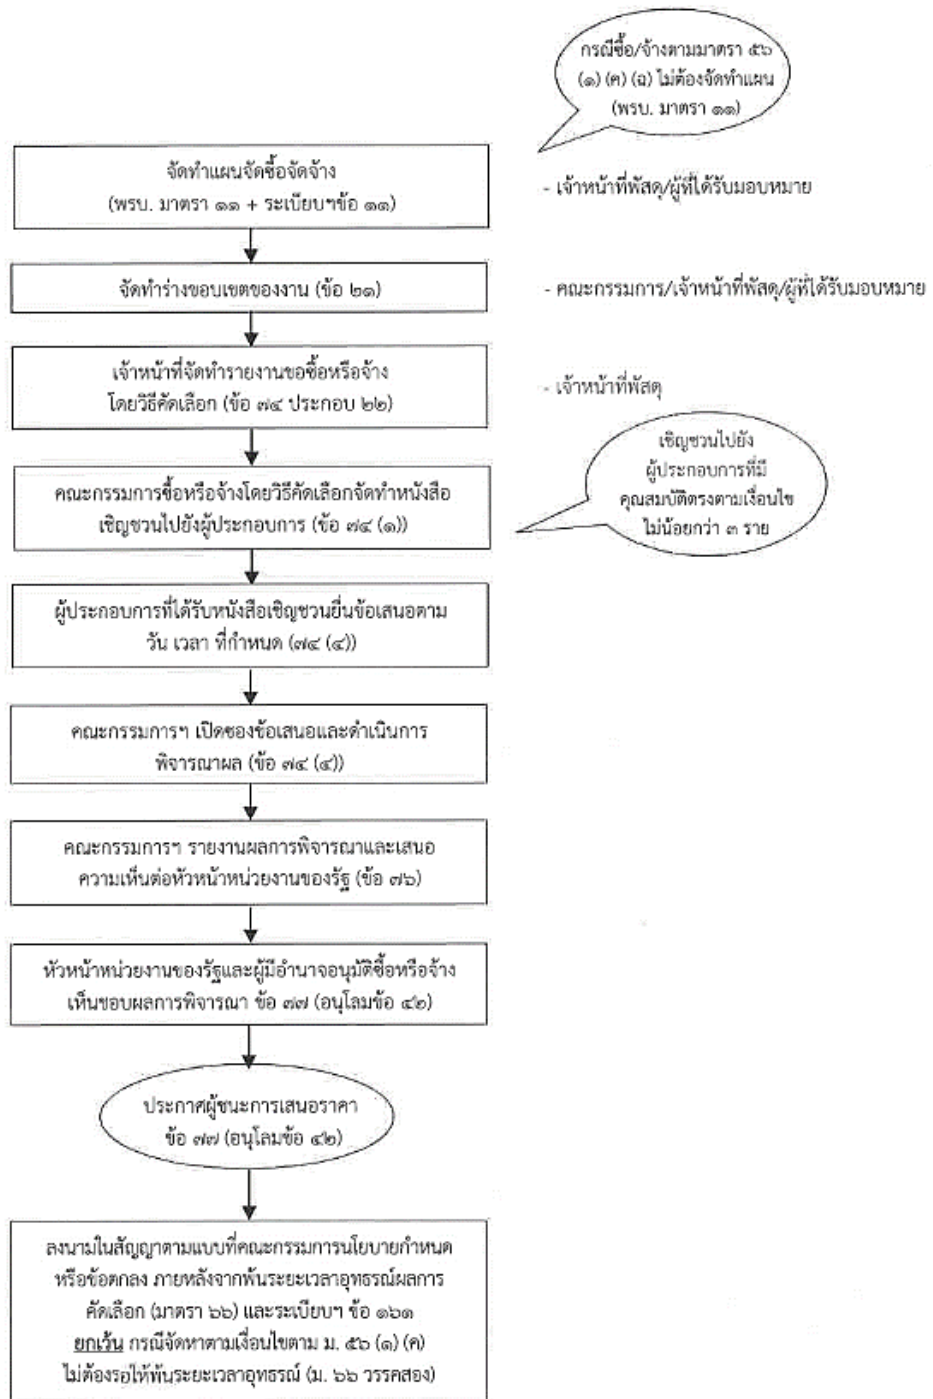 กรณีซื้อ/จ้างตามมาตรา ๕๖
(๑) (ค) (ฉ) ไม่ต้องจัดทำแผน
(พรบ. มาตรา ๑๑)
จัดทำแผนจัดซื้อจัดจ้าง
(พรบ. มาตรา ๑๑ + ระเบียบฯข้อ ๑๑)
- เจ้าหน้าที่พัสดุ/ผู้ที่ได้รับมอบหมาย
จัดทำร่างขอบเขตของงาน (ข้อ ๒๑)
- คณะกรรมการ/เจ้าหน้าที่พัสดุ/ผู้ที่ได้รับมอบหมาย
เจ้าหน้าที่จัดทำรายงานขอซื้อหรือจ้าง
โดยวิธีคัดเลือก (ข้อ ๗๔ ประกอบ ๒๒)
- เจ้าหน้าที่พัสดุ
เชิญชวนไปยัง
ผู้ประกอบการที่มี
คุณสมบัติตรงตามเงื่อนไข
ไม่น้อยกว่า ๓ ราย
คณะกรรมการซื้อหรือจ้างโดยวิธีคัดเลือกจัดทำหนังสือ
เชิญชวนไปยังผู้ประกอบการ (ข้อ ๗๔ (๑))
ผู้ประกอบการที่ได้รับหนังสือเชิญชวนยื่นข้อเสนอตาม
วัน เวลา ที่กำหนด (๗๔ (๔))
คณะกรรมการฯ เปิดซองข้อเสนอและดำเนินการ
พิจารณาผล (ข้อ ๗๔ (๔))
คณะกรรมการฯ รายงานผลการพิจารณาและเสนอ
ความเห็นต่อหัวหน้าหน่วยงานของรัฐ (ข้อ ๗๖)
หัวหน้าหน่วยงานของรัฐและผู้มีอำนาจอนุมัติซื้อหรือจ้าง
เห็นชอบผลการพิจารณา ข้อ ๗๗ (อนุโลมข้อ ๔๒)
ประกาศผู้ชนะการเสนอราคา
ข้อ ๗๗ (อนุโลมข้อ ๔๒)
ลงนามในสัญญาตามแบบที่คณะกรรมการนโยบายกำหนด
หรือข้อตกลง ภายหลังจากพ้นระยะเวลาอุทธรณ์ผลการ
คัดเลือก (มาตรา ๖๖) และระเบียบฯ ข้อ ๑๖๑
ยกเว้น กรณีจัดหาตามเงื่อนไขตาม ม. ๕๖ (๑) (ค)
ไม่ต้องรอให้พ้นระยะเวลาอุทธรณ์ (ม. ๖๖ วรรคสอง)